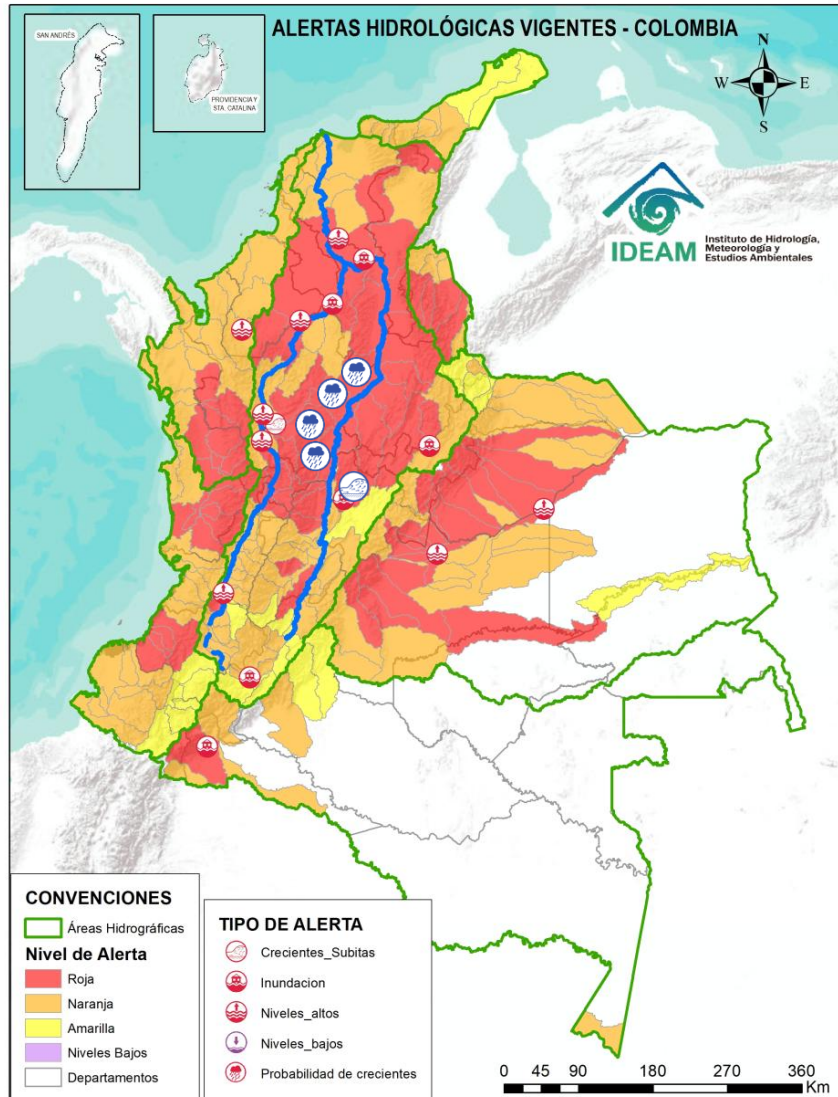 ALERTAS HIDROLÓGICAS VIGENTES - COLOMBIA
SAN ANDRÉS
PROVIDENCIA Y
STA. CATALINA
N
W
E
S
IDEAM
Instituto de Hidrología,
Meteorología y
Estudios Ambientales
CONVENCIONES
Áreas Hidrográficas
Nivel de Alerta
Roja
Naranja
Amarilla
Niveles Bajos
Departamentos
TIPO DE ALERTA
Crecientes_Subitas
Inundacion
Niveles_altos
Niveles_bajos
Probabilidad de crecientes
0 45 90 180 270 360
Km